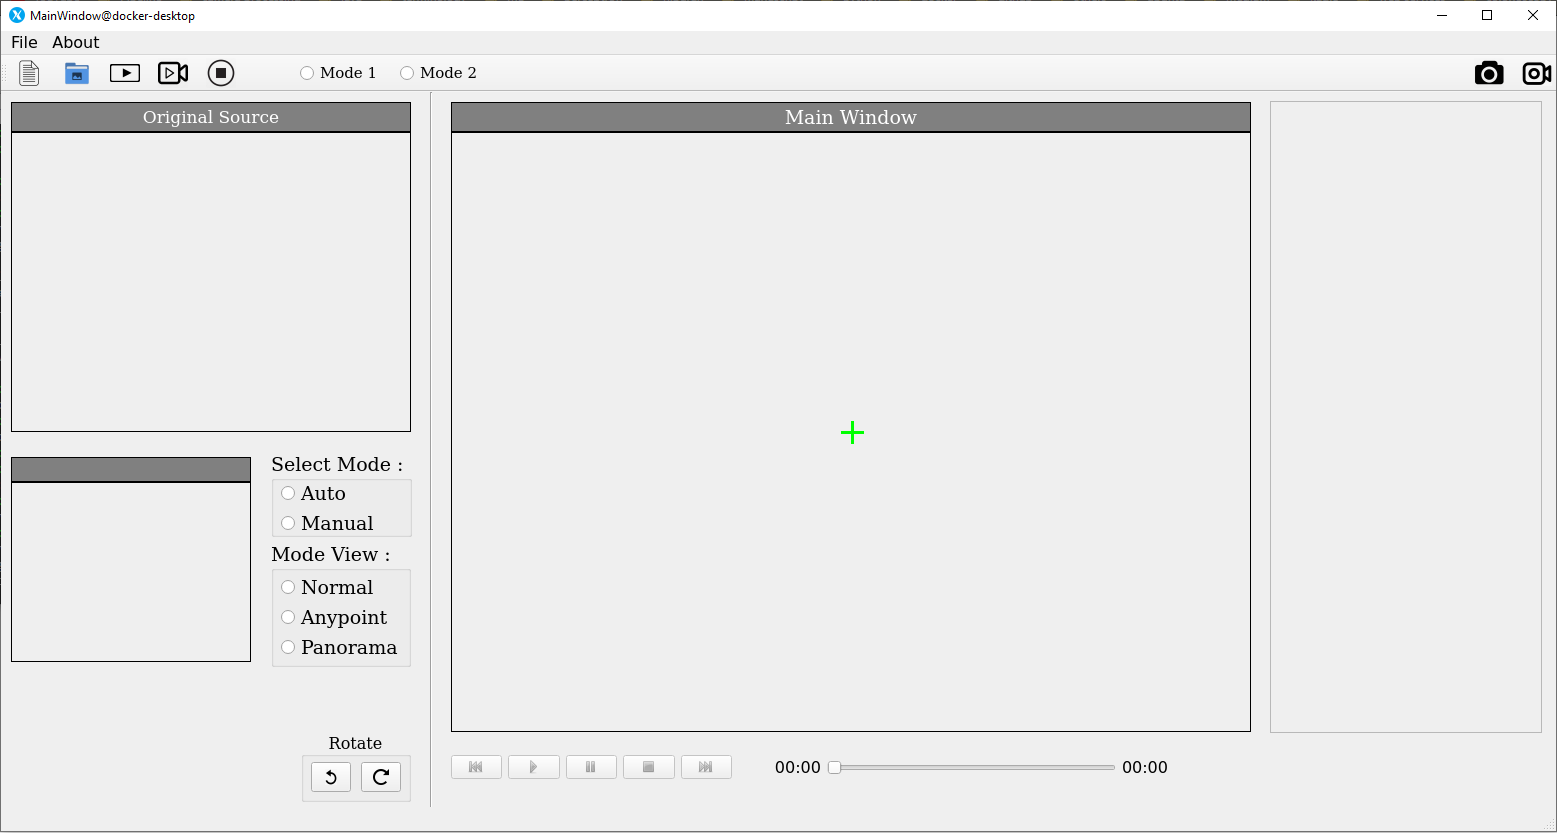 MainWindow@docker-desktop
File About
Mode 1 Mode 2
Original Source
Main Window
Select Mode :
Auto
Manual
Mode View :
Normal
Anypoint
Panorama
Rotate
00:00 00:00